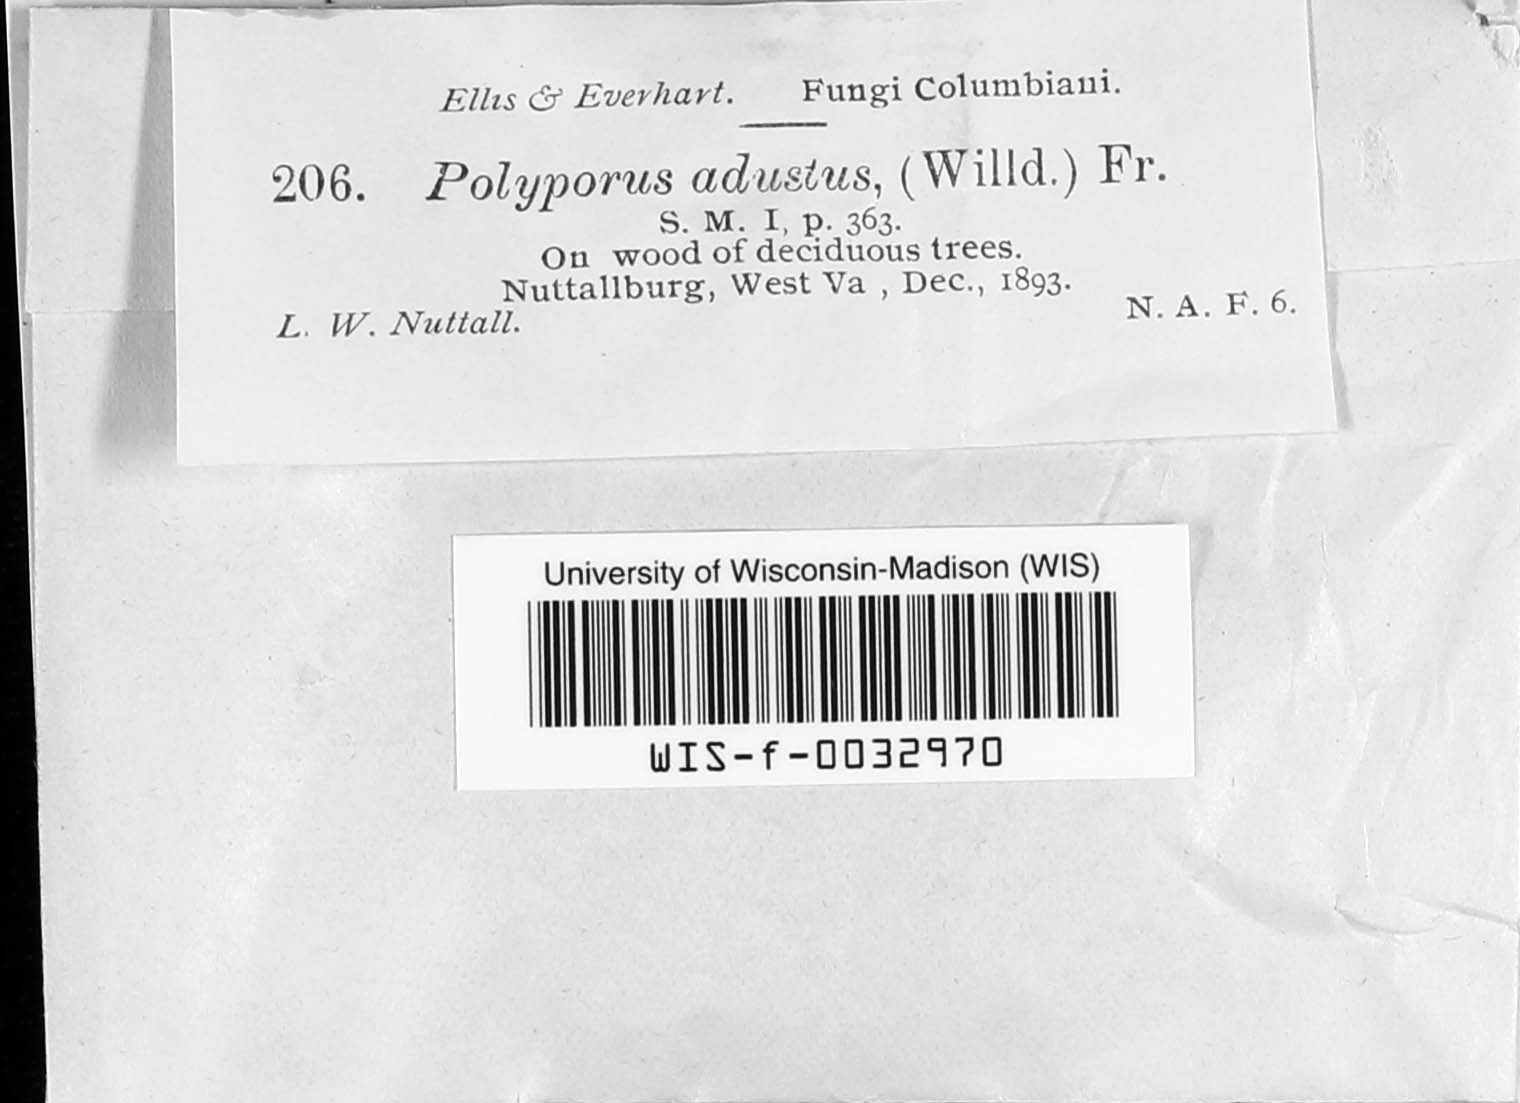 Ellis & Everhart. Fungi Columbiani.
206. Polyporus adustus, (Willd.) Fr.
S. M. I, p. 363.
On wood of deciduous trees.
Nuttallburg, West Va , Dec., 1893.
L. W. Nuttall. N. A. F. 6.
University of Wisconsin-Madison (WIS)
WIS-f-0032970